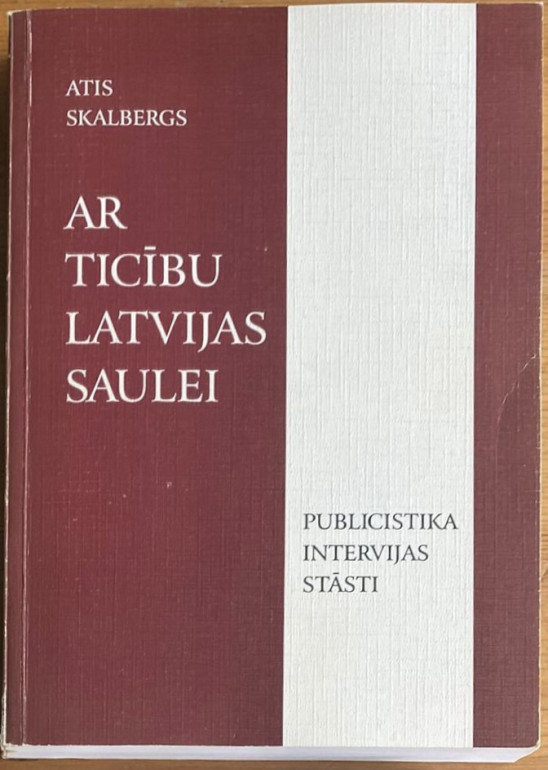 ATIS
SKALBERGS
AR
TICĪBU
LATVIJAS
SAULEI
PUBLICISTIKA
INTERVIJAS
STĀSTI